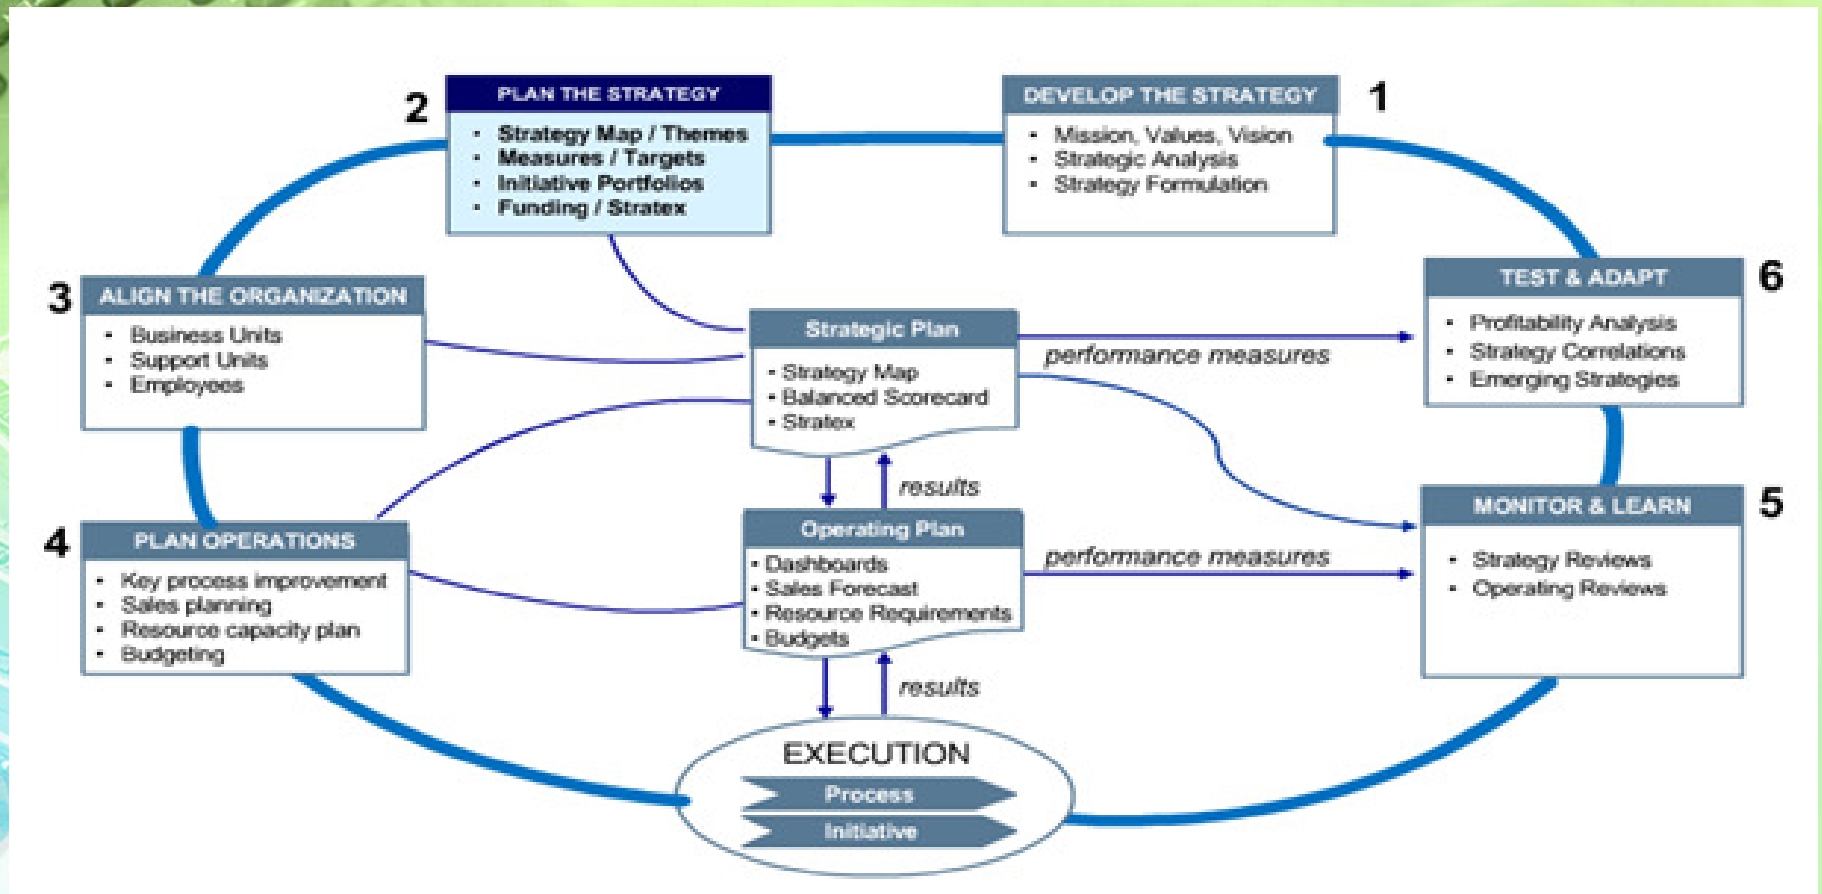 2
PLAN THE STRATEGY
• Strategy Map / Themes
• Measures / Targets
• Initiative Portfolios
• Funding / Stratex
DEVELOP THE STRATEGY
1
• Mission, Values, Vision
• Strategic Analysis
• Strategy Formulation
3
ALIGN THE ORGANIZATION
• Business Units
• Support Units
• Employees
Strategic Plan
• Strategy Map
• Balanced Scorecard
• Stratex
performance measures
TEST & ADAPT
6
• Profitability Analysis
• Strategy Correlations
• Emerging Strategies
results
4
PLAN OPERATIONS
• Key process improvement
• Sales planning
• Resource capacity plan
• Budgeting
Operating Plan
• Dashboards
• Sales Forecast
• Resource Requirements
• Budgets
performance measures
MONITOR & LEARN
5
• Strategy Reviews
• Operating Reviews
results
EXECUTION
Process
Initiative